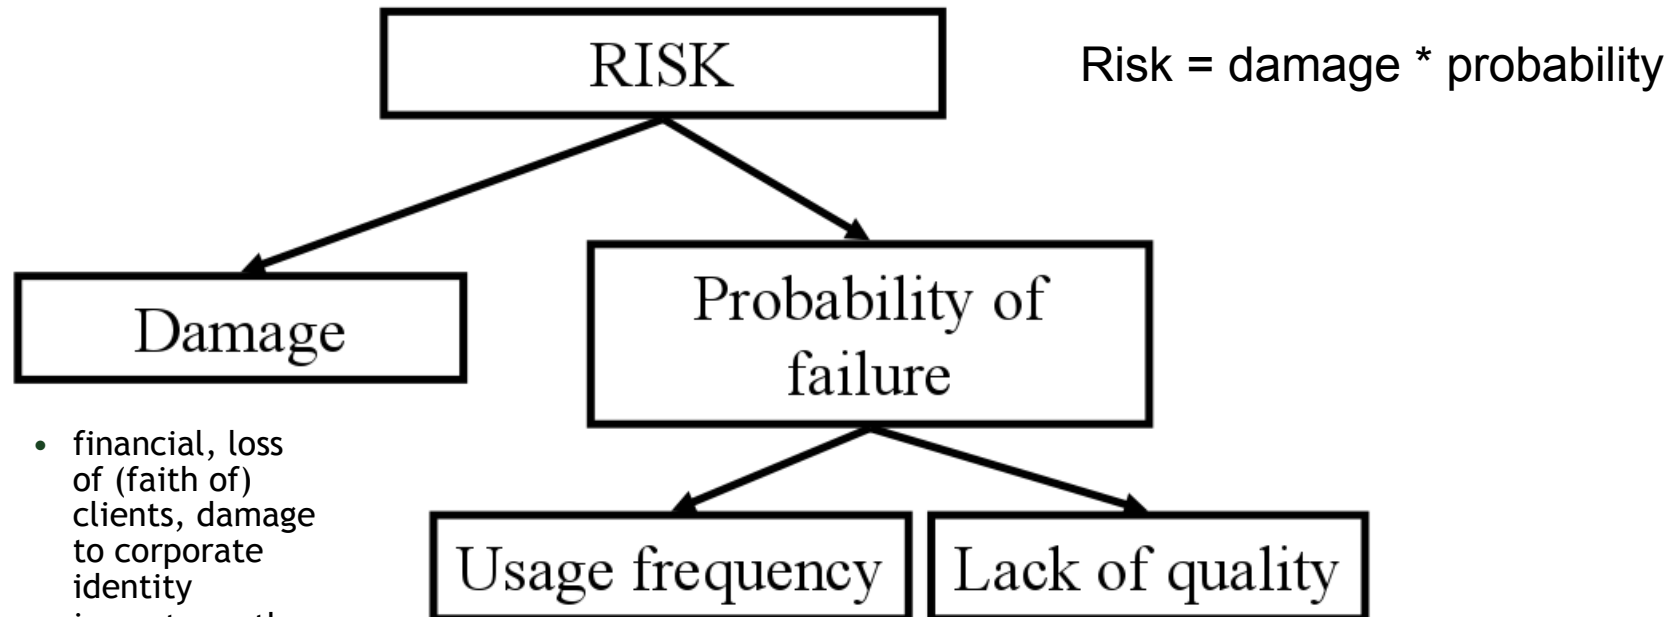 RISK
Risk = damage * probability
Damage
Probability of
failure
• financial, loss
of (faith of)
clients, damage
to corporate
identity
Usage frequency
Lack of quality